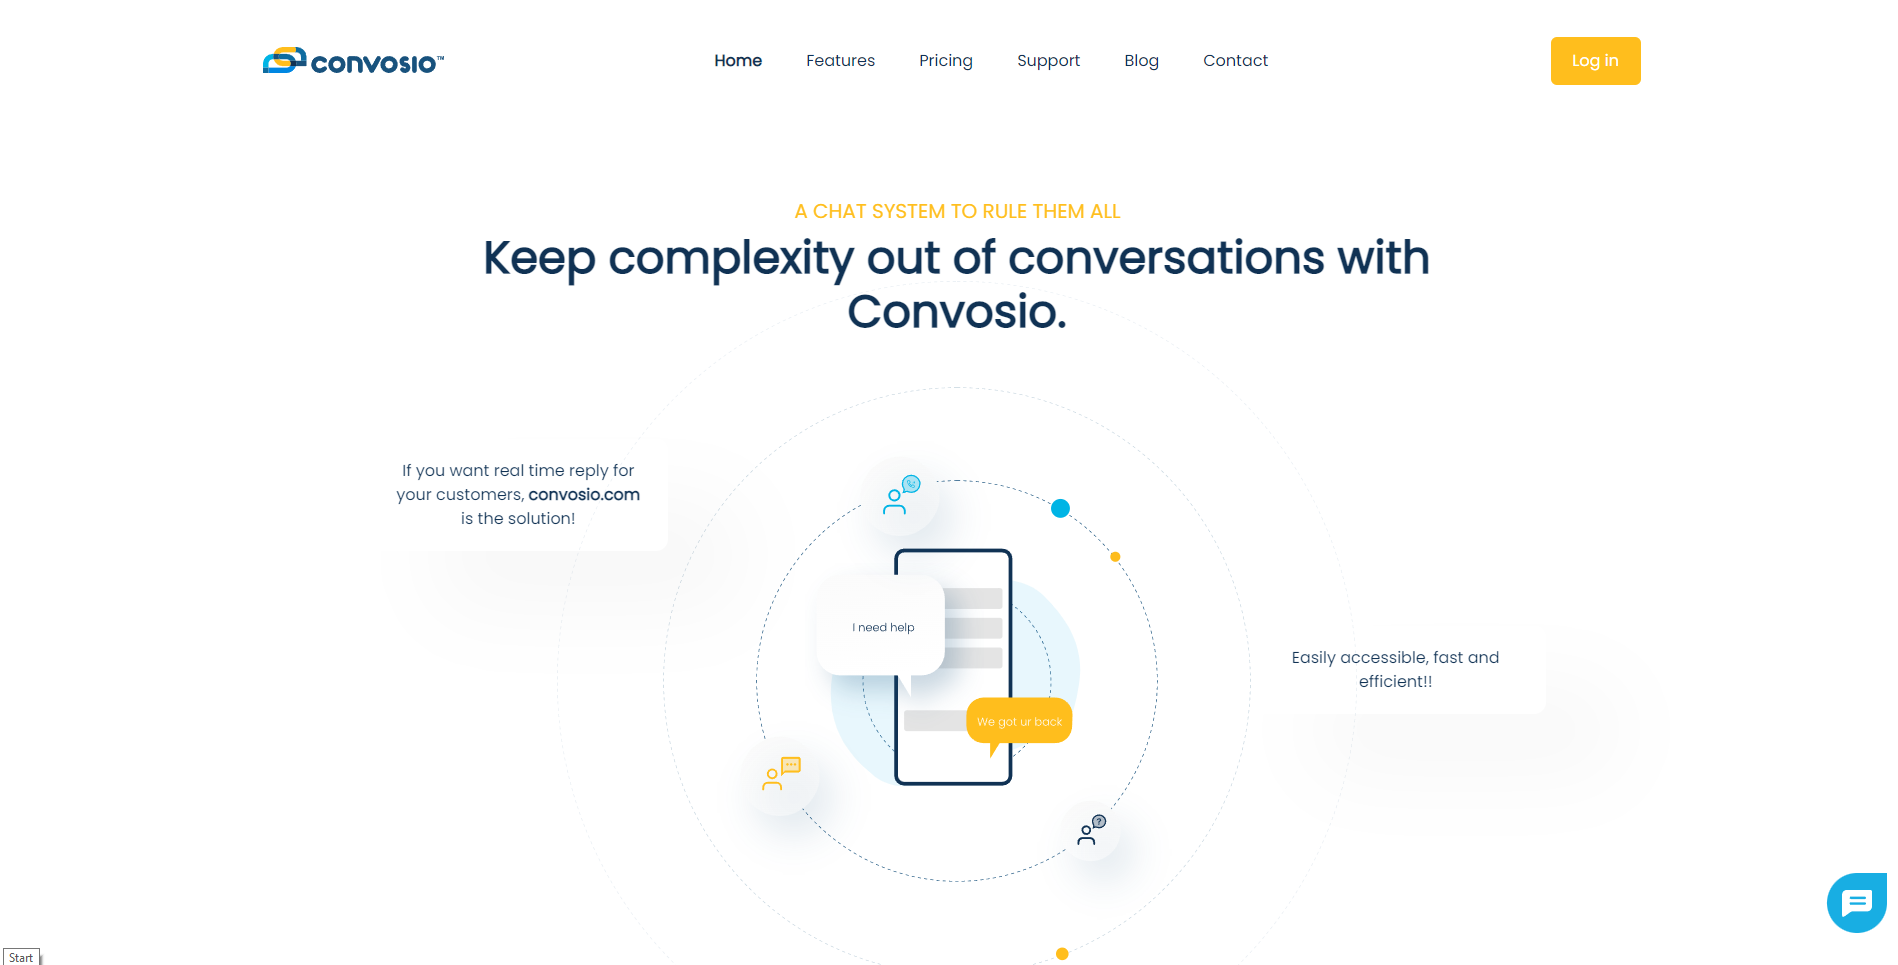 convosio™
Home
Features
Pricing
Support
Blog
Contact
Log in
A CHAT SYSTEM TO RULE THEM ALL
Keep complexity out of conversations with
Convosio.
If you want real time reply for
your customers, convosio.com
is the solution!
I need help
Easily accessible, fast and
efficient!!
We got ur back
?
Start